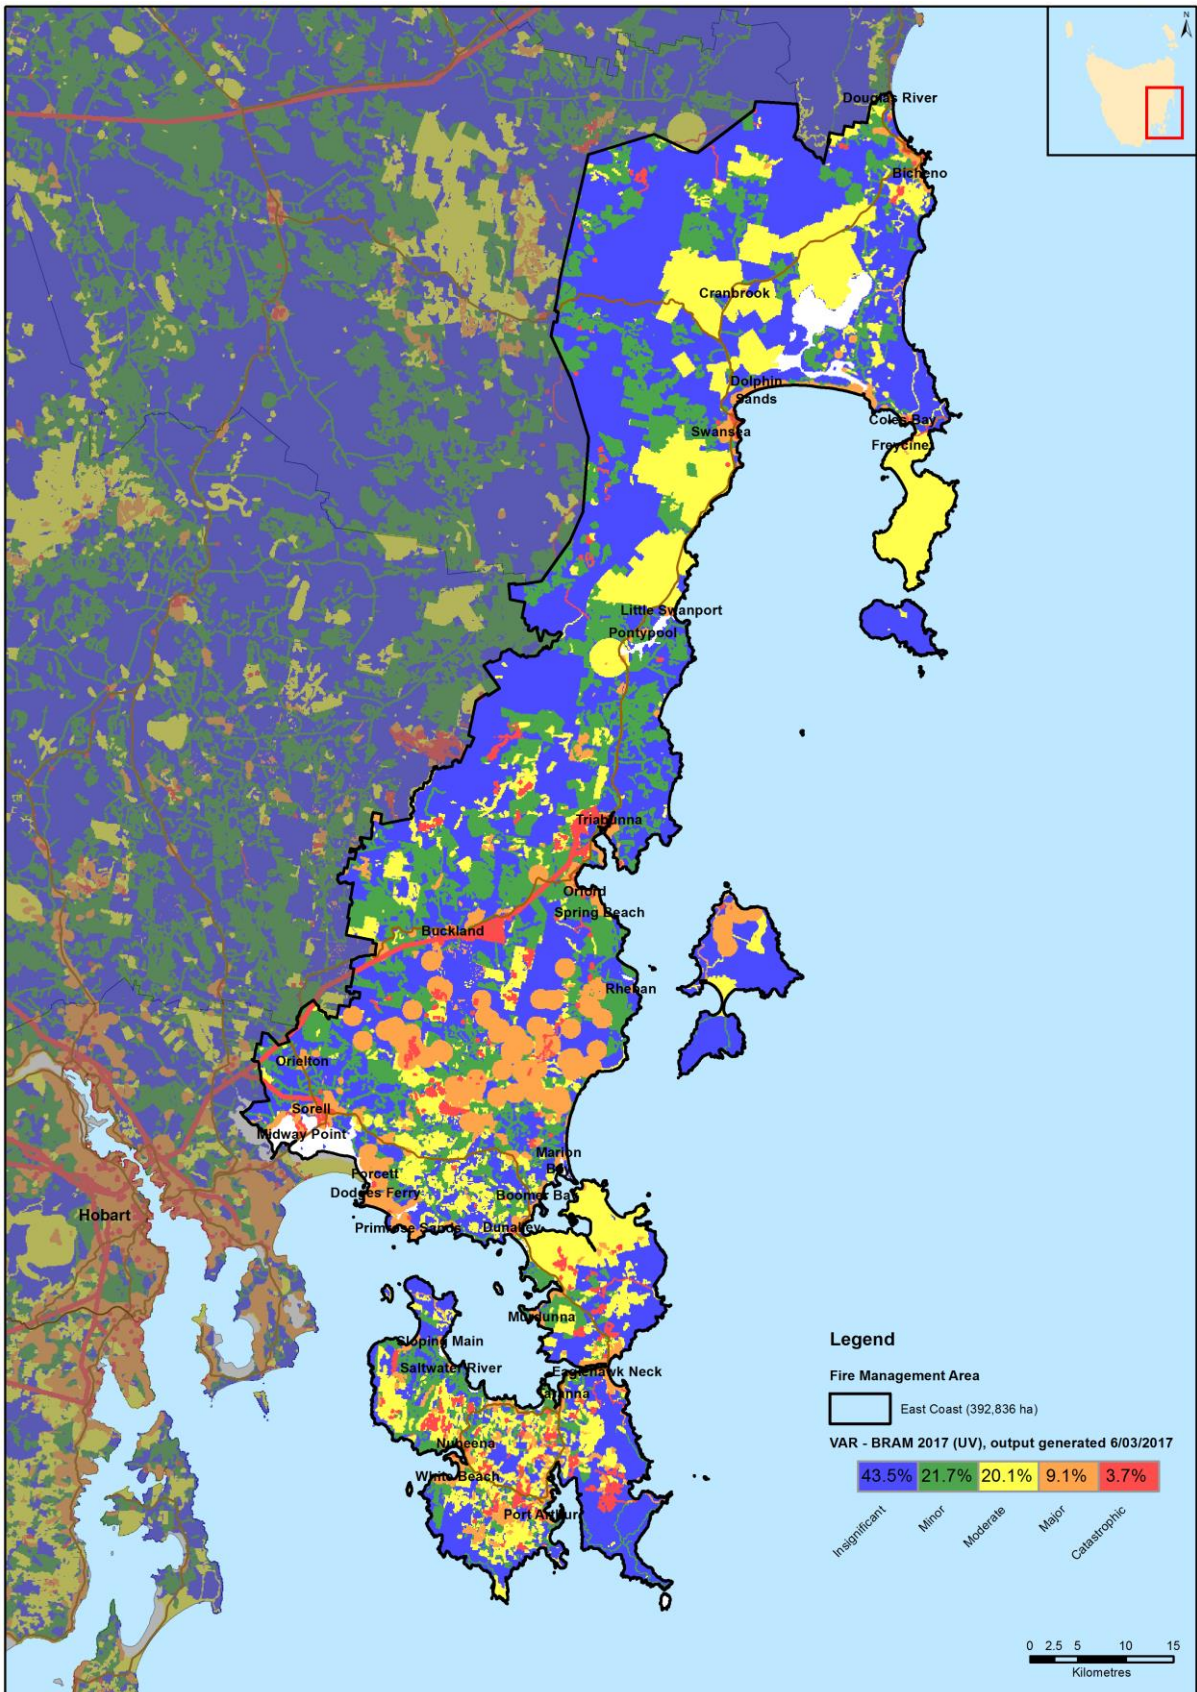 N
Douglas River
Bicheno
Cranbrook
Dolphin
Sands
Coles Bay
Swansea
Freycinet
Little Swanport
Pontypool
Triabunna
Orford
Spring Beach
Buckland
Rheban
Orielton
Sorell
Midway Point
Marion
Bay
Forcett
Dodges Ferry
Boomer Bay
Hobart
Primrose Sands
Dunalley
Murdunna
Sloping Main
Saltwater River
Eaglehawk Neck
Taranna
Nubeena
White Beach
Port Arthur
Legend
Fire Management Area
East Coast (392,836 ha)
VAR - BRAM 2017 (UV), output generated 6/03/2017
43.5% 21.7% 20.1% 9.1% 3.7%
Insignificant Minor Moderate Major Catastrophic
0 2.5 5 10 15
Kilometres